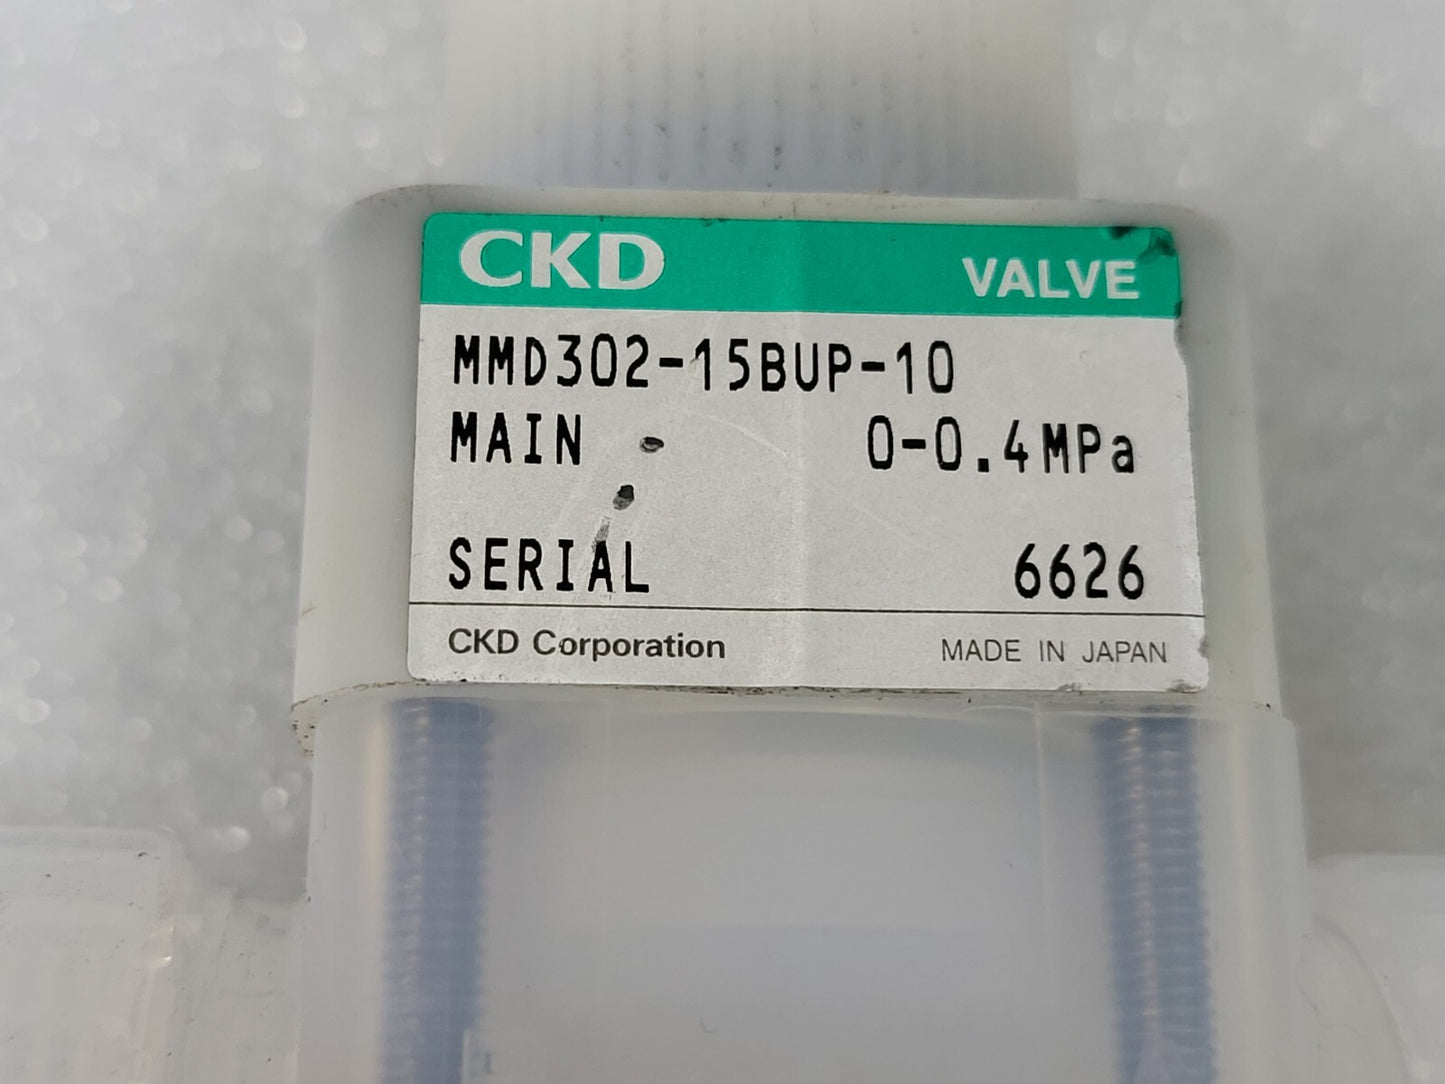 CKD VALVE
MMD302-15BUP-10
MAIN 0-0.4MPa
SERIAL 6626
CKD Corporation MADE IN JAPAN